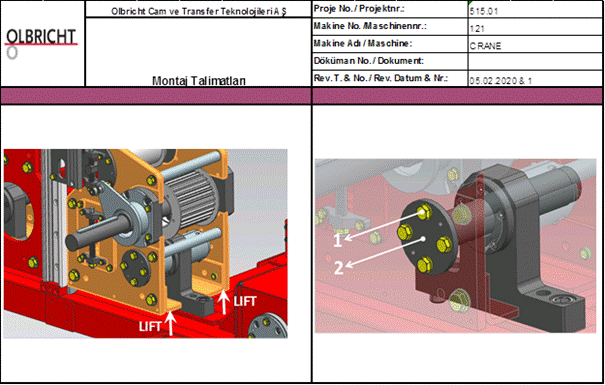 OLBRICHT
Olbricht Cam ve Transfer Teknolojileri A Ş
Montaj Talimatları
Proje No. / Projektnr.: 515.01
Makine No. /Maschinennr.: 121
Makine Adı / Maschine: CRANE
Döküman No. / Dokument:
Rev. T. & No. / Rev. Datum & Nr.: 05.02.2020 & 1
LIFT
LIFT
1
2